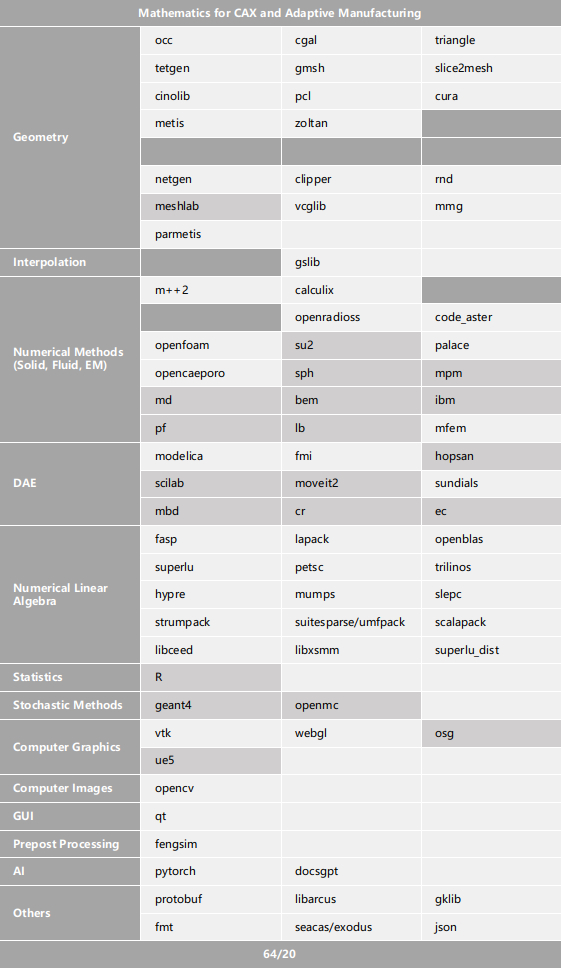 Mathematics for CAX and Adaptive Manufacturing
Geometry
occ cgal triangle
tetgen gmsh slice2mesh
cinolib pcl cura
metis zoltan
netgen clipper rnd
meshlab vcglib mmg
parmetis
Interpolation gslib
Numerical Methods
(Solid, Fluid, EM)
m++2 calculix
openradioss code_aster
openfoam su2 palace
opencaeporo sph mpm
md bem ibm
pf lb mfem
DAE
modelica fmi hopsan
scilab moveit2 sundials
mbd cr ec
Numerical Linear
Algebra
fasp lapack openblas
superlu petsc trilinos
hypre mumps slepc
strumpack suitesparse/umfpack scalapack
libceed libxsmm superlu_dist
Statistics R
Stochastic Methods geant4 openmc
Computer Graphics
vtk webgl osg
ue5
Computer Images opencv
GUI qt
Prepost Processing fengsim
AI pytorch docsgpt
Others
protobuf libarcus gklib
fmt seacas/exodus json
64/20